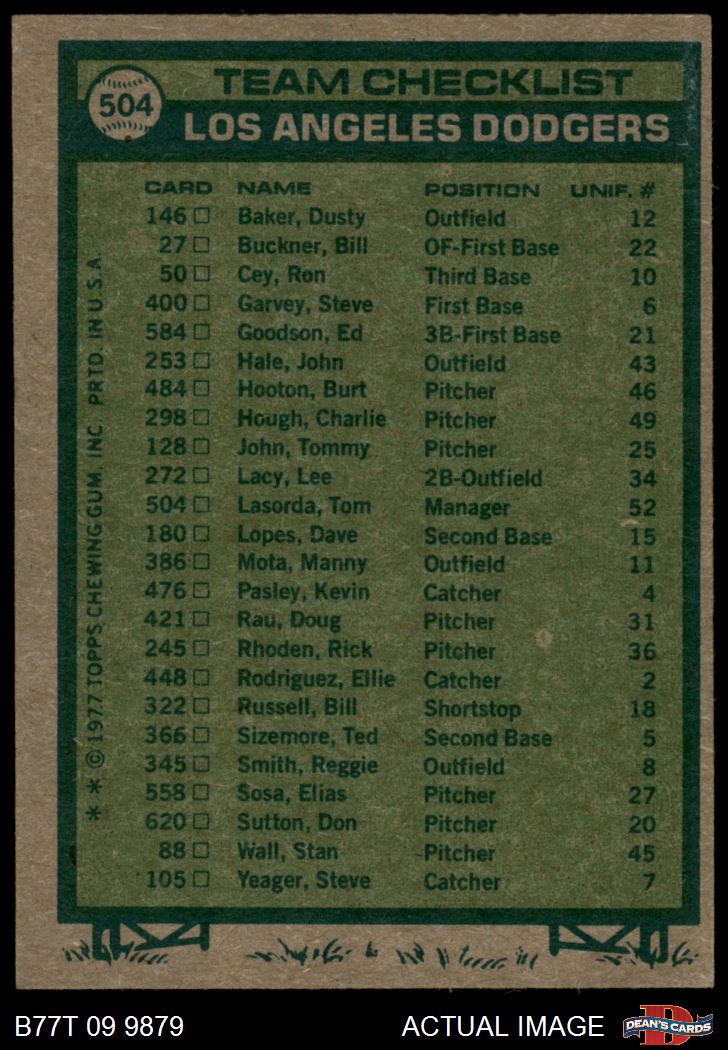 504
TEAM CHECKLIST
LOS ANGELES DODGERS
CARD NAME POSITION UNIF. #
146 □ Baker, Dusty Outfield 12
27 □ Buckner, Bill OF-First Base 22
50 □ Cey, Ron Third Base 10
400 □ Garvey, Steve First Base 6
584 □ Goodson, Ed 3B-First Base 21
253 □ Hale, John Outfield 43
484 □ Hooton, Burt Pitcher 46
298 □ Hough, Charlie Pitcher 49
128 □ John, Tommy Pitcher 25
272 □ Lacy, Lee 2B-Outfield 34
504 □ Lasorda, Tom Manager 52
180 □ Lopes, Dave Second Base 15
386 □ Mota, Manny Outfield 11
476 □ Pasley, Kevin Catcher 4
421 □ Rau, Doug Pitcher 31
245 □ Rhoden, Rick Pitcher 36
448 □ Rodriguez, Ellie Catcher 2
322 □ Russell, Bill Shortstop 18
366 □ Sizemore, Ted Second Base 5
345 □ Smith, Reggie Outfield 8
558 □ Sosa, Elias Pitcher 27
620 □ Sutton, Don Pitcher 20
88 □ Wall, Stan Pitcher 45
105 □ Yeager, Steve Catcher 7
* * © 1977 TOPPS CHEWING GUM, INC. PRTD. IN U.S.A.
B77T 09 9879 ACTUAL IMAGE
D
DEAN'S CARDS